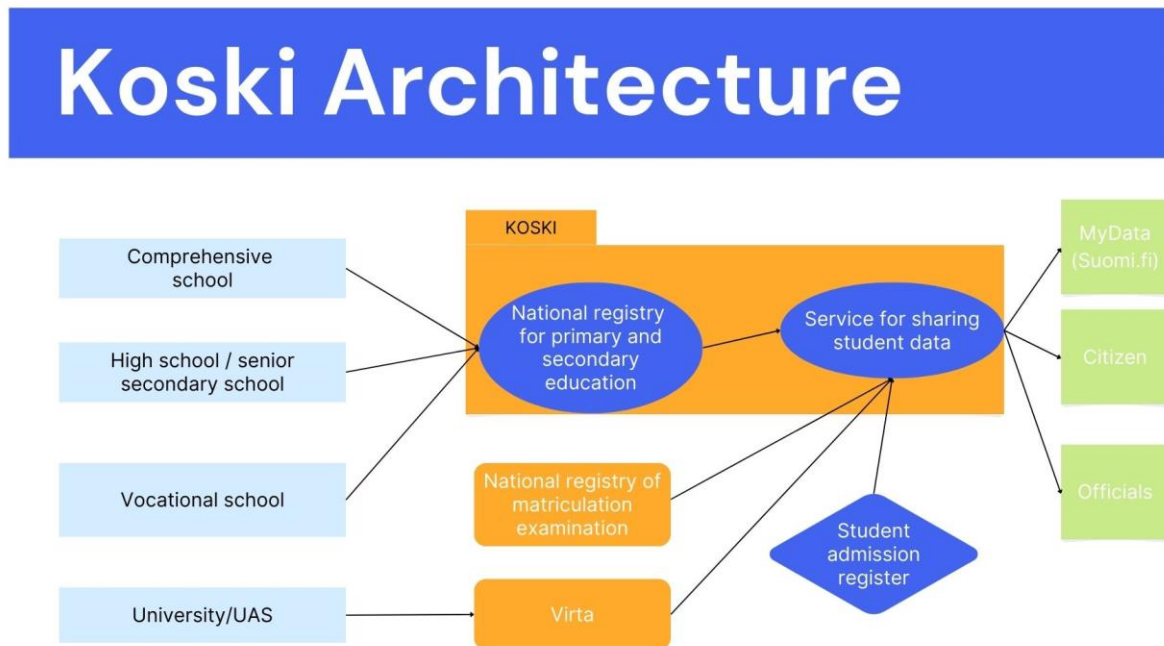 Koski Architecture
KOSKI
Comprehensive
school
High school / senior
secondary school
Vocational school
University/UAS
National registry
for primary and
secondary
education
Service for sharing
student data
National registry of
matriculation
examination
Virta
Student
admission
register
MyData
(Suomi.fi)
Citizen
Officials